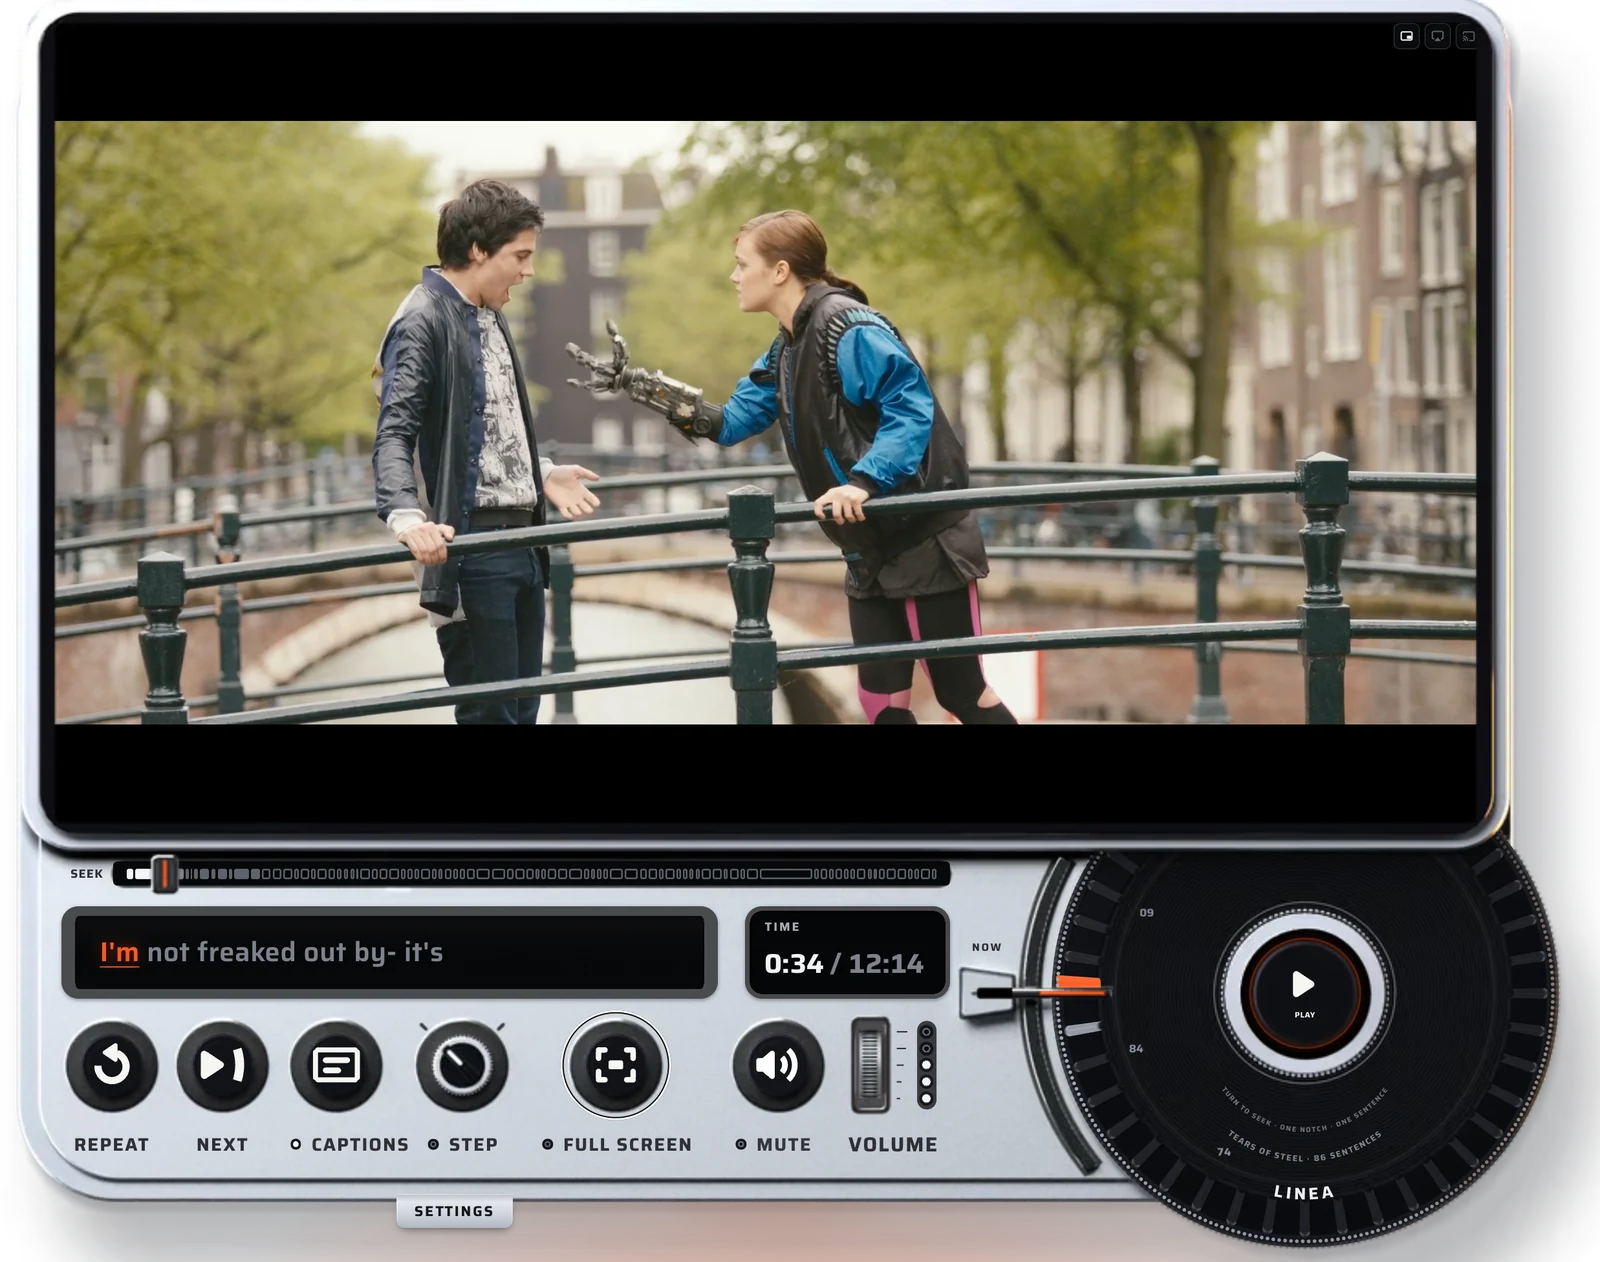 SEEK
I'm not freaked out by- it's
TIME
0:34 / 12:14
NOW
09
84
74
PLAY
TURN TO SEEK · ONE NOTCH · ONE SENTENCE
TEARS OF STEEL · 86 SENTENCES
LINEA
REPEAT
NEXT
CAPTIONS
STEP
FULL SCREEN
MUTE
VOLUME
SETTINGS